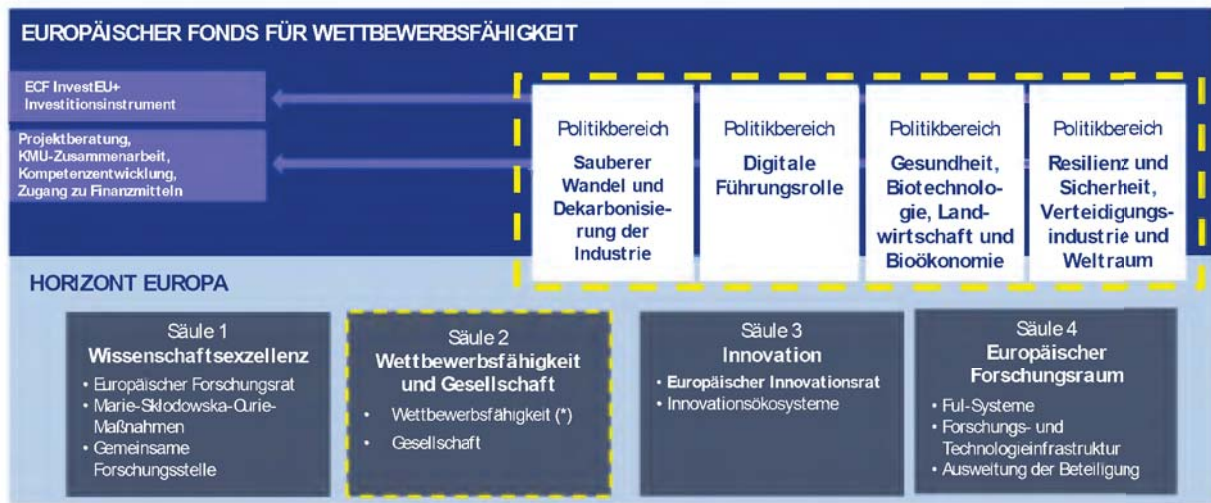 EUROPÄISCHER FONDS FÜR WETTBEWERBSFÄHIGKEIT
ECF InvestEU+
Investitionsinstrument
Projektberatung,
KMU-Zusammenarbeit,
Kompetenzentwicklung,
Zugang zu Finanzmitteln
Politikbereich
Sauberer
Wandel und
Dekarbonisie-
rung der
Industrie
Politikbereich
Digitale
Führungsrolle
Politikbereich
Gesundheit,
Biotechnolo-
gie, Land-
wirtschaft und
Bioökonomie
Politikbereich
Resilienz und
Sicherheit,
Verteidigungs-
industrie und
Weltraum
HORIZONT EUROPA
Säule 1
Wissenschaftsexzellenz
• Europäischer Forschungsrat
• Marie-Skłodowska-Curie-
Maßnahmen
• Gemeinsame
Forschungsstelle
Säule 2
Wettbewerbsfähigkeit
und Gesellschaft
• Wettbewerbsfähigkeit (*)
• Gesellschaft
Säule 3
Innovation
• Europäischer Innovationsrat
• Innovationsökosysteme
Säule 4
Europäischer
Forschungsraum
• FuI-Systeme
• Forschungs- und
Technologieinfrastruktur
• Ausweitung der Beteiligung